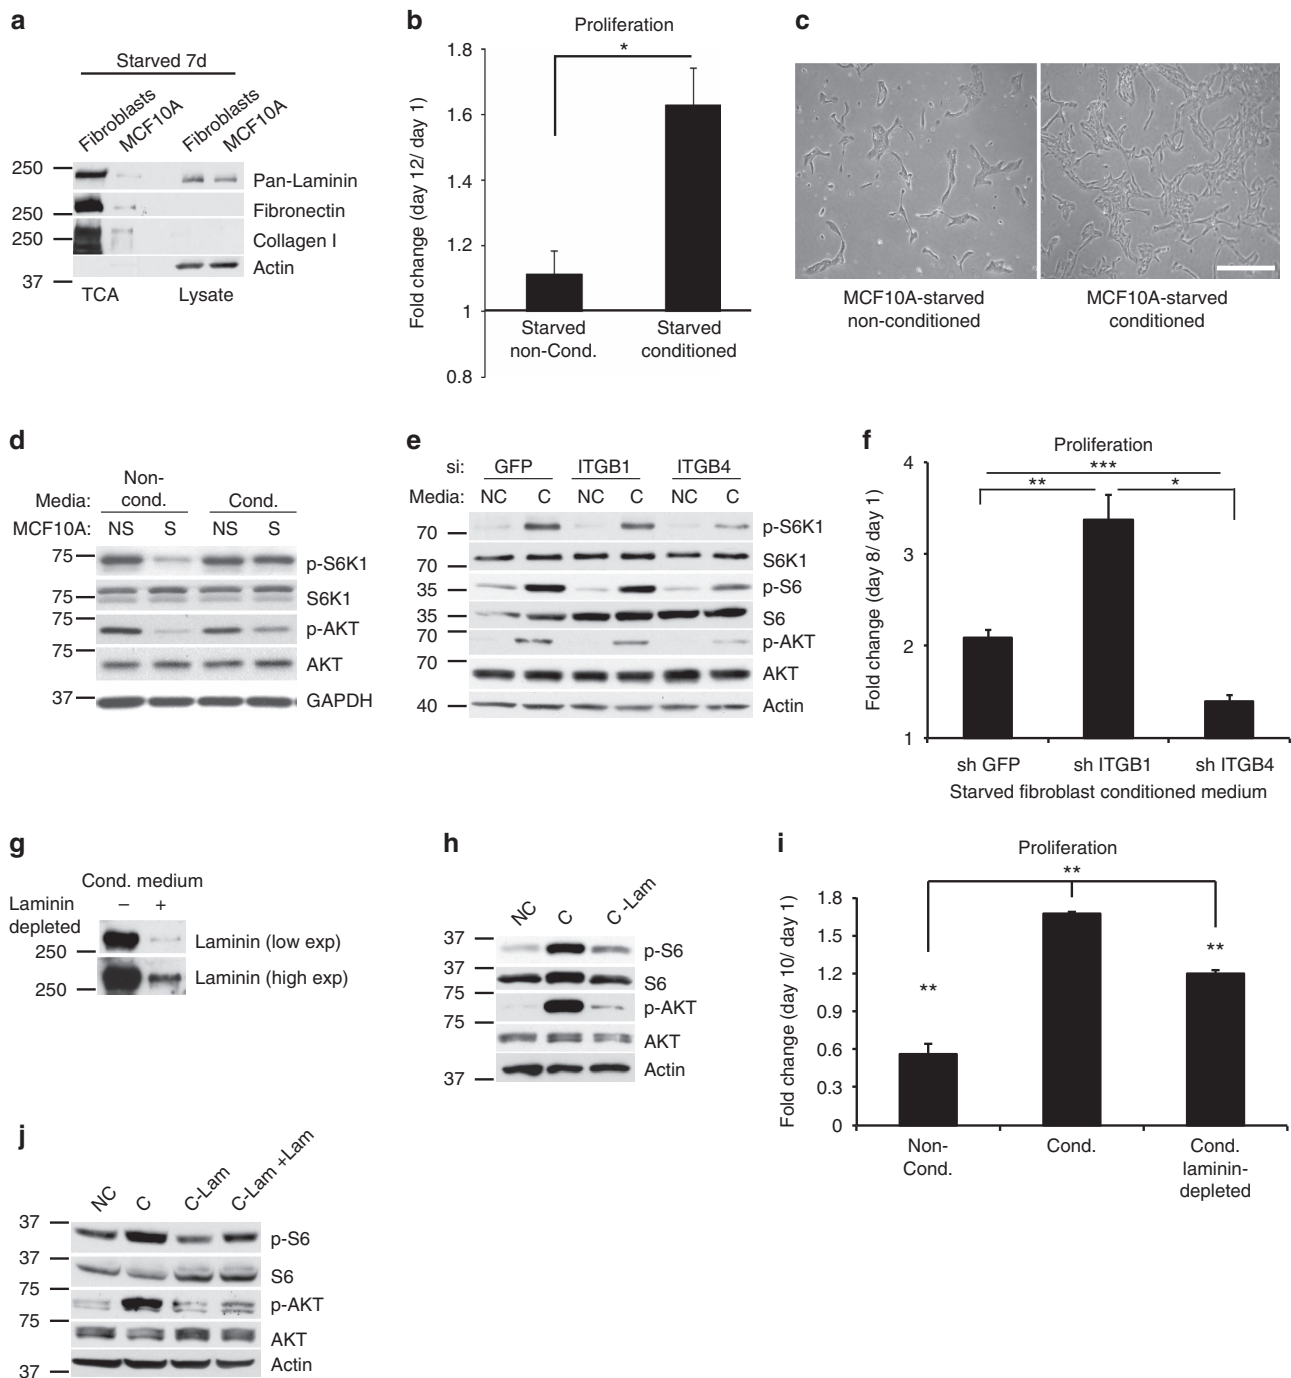 a
Starved 7d
Fibroblasts
MCF10A
Fibroblasts
MCF10A
250
Pan-Laminin
250
Fibronectin
250
Collagen I
Actin
37
TCA
Lysate
b
Proliferation
*
Fold change (day 12/ day 1)
1.8
1.6
1.4
1.2
1
0.8
Starved
non-Cond.
Starved
conditioned
c
MCF10A-starved
non-conditioned
MCF10A-starved
conditioned
d
Non-
cond.
Cond.
Media:
MCF10A: NS S NS S
75
p-S6K1
75
S6K1
75
p-AKT
75
AKT
37
GAPDH
e
si: GFP ITGB1 ITGB4
Media: NC C NC C NC C
p-S6K1
70
S6K1
70
p-S6
35
S6
35
70
p-AKT
70
AKT
40
Actin
f
Proliferation
***
** *
Fold change (day 8/ day 1)
4
3
2
1
sh GFP sh ITGB1 sh ITGB4
Starved fibroblast conditioned medium
g
Cond. medium
Laminin
depleted
– +
250
Laminin (low exp)
250
Laminin (high exp)
h
NC
C
C -Lam
37
p-S6
37
S6
75
p-AKT
75
AKT
37
Actin
i
Proliferation
**
**
**
Fold change (day 10/ day 1)
1.8
1.5
1.2
0.9
0.6
0.3
0
Non-
Cond.
Cond.
Cond.
laminin-
depleted
j
NC
C
C-Lam
C-Lam +Lam
37
p-S6
37
S6
75
p-AKT
75
AKT
37
Actin